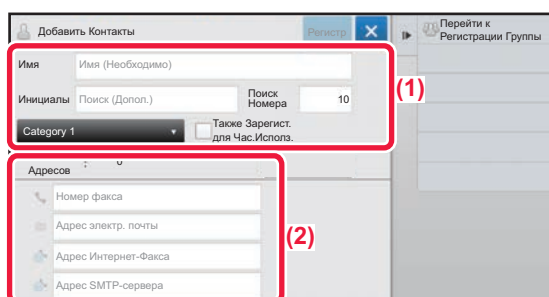 Добавить Контакты
Регистр
Перейти к
Регистрации Группы
Имя
Имя (Необходимо)
(1)
Инициалы
Поиск (Допол.)
Поиск
Номера
10
Category 1
Также Зарегист.
для Час.Исполз.
Адресов
Номер факса
Адрес электр. почты
(2)
Адрес Интернет-Факса
Адрес SMTP-сервера